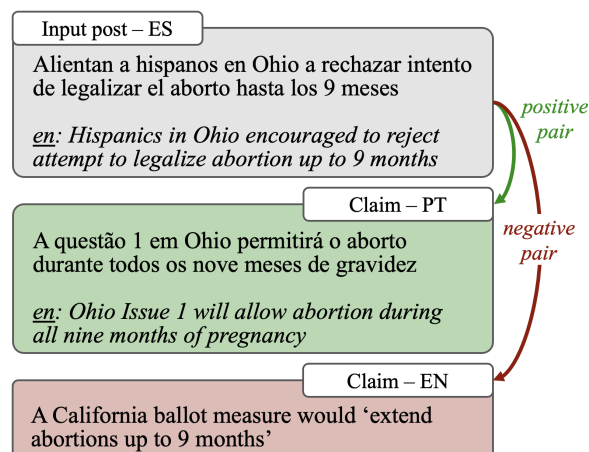 Input post – ES
Alientan a hispanos en Ohio a rechazar intento
de legalizar el aborto hasta los 9 meses
en: Hispanics in Ohio encouraged to reject
attempt to legalize abortion up to 9 months
positive
pair
Claim – PT
A questão 1 em Ohio permitirá o aborto
durante todos os nove meses de gravidez
en: Ohio Issue 1 will allow abortion during
all nine months of pregnancy
negative
pair
Claim – EN
A California ballot measure would ‘extend
abortions up to 9 months’